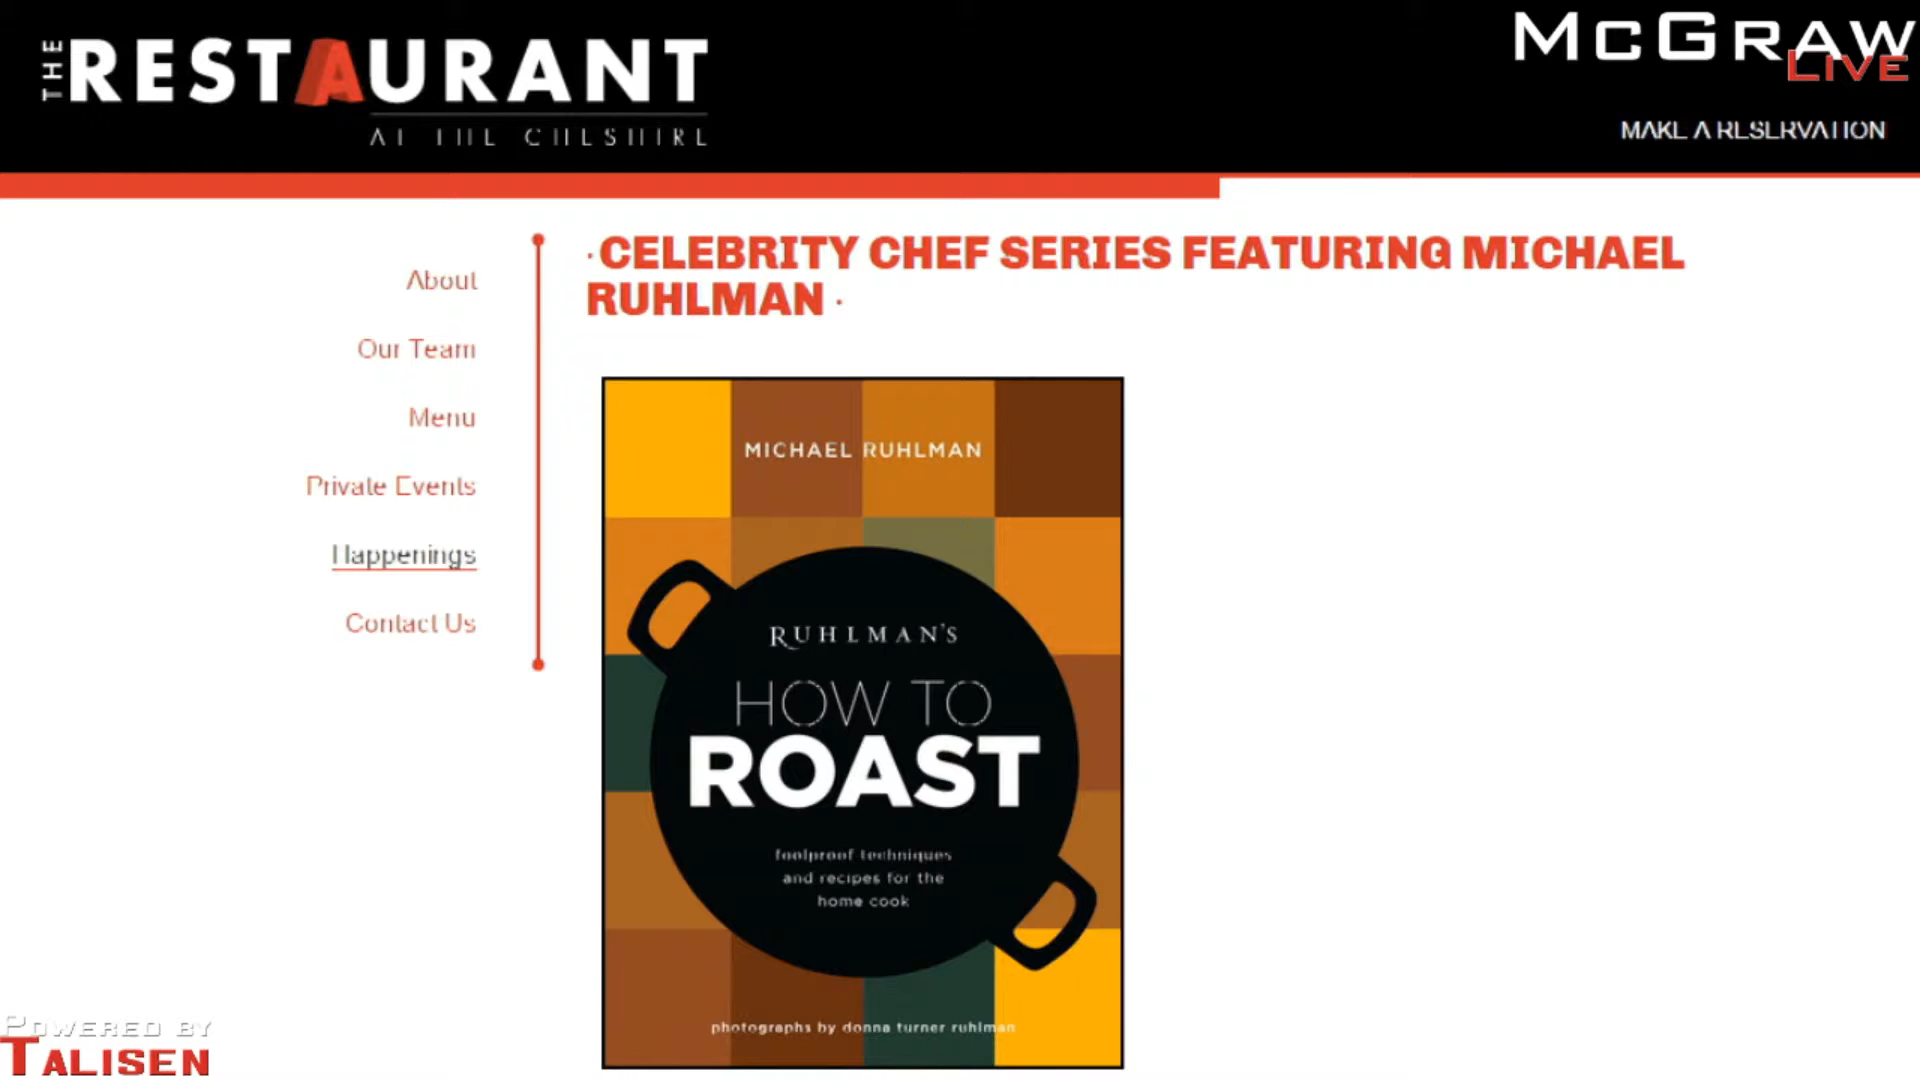 THE RESTAURANT
AT THE CHESHIRE
McGraw
Live
MAKE A RESERVATION
· CELEBRITY CHEF SERIES FEATURING MICHAEL
RUHLMAN ·
About
Our Team
Menu
Private Events
Happenings
Contact Us
MICHAEL RUHLMAN
RUHLMAN'S
HOW TO
ROAST
foolproof techniques
and recipes for the
home cook
photographs by donna turner ruhlman
Powered by
Talisen